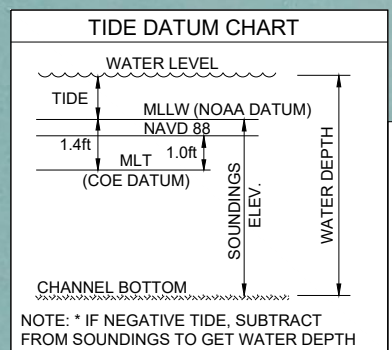 TIDE DATUM CHART
WATER LEVEL
TIDE
MLLW (NOAA DATUM)
NAVD 88
1.4ft
1.0ft
MLT
(COE DATUM)
SOUNDINGS
ELEV.
WATER DEPTH
CHANNEL BOTTOM
NOTE: * IF NEGATIVE TIDE, SUBTRACT
FROM SOUNDINGS TO GET WATER DEPTH